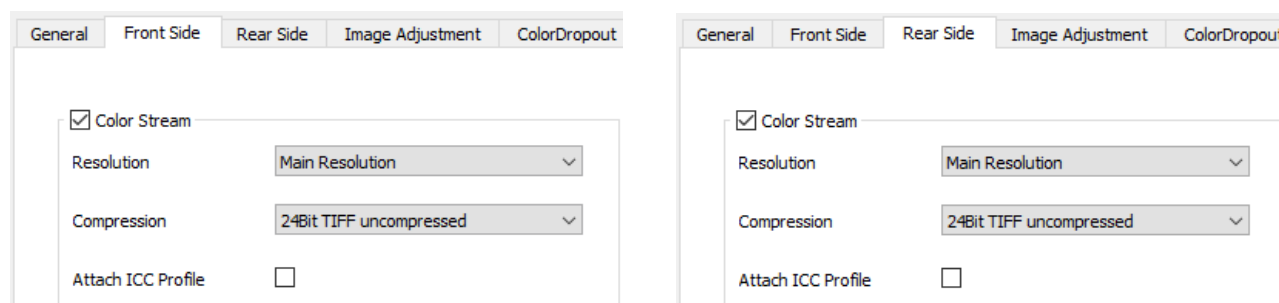 General Front Side Rear Side Image Adjustment ColorDropout
Color Stream
Resolution Main Resolution
Compression 24Bit TIFF uncompressed
Attach ICC Profile
General Front Side Rear Side Image Adjustment ColorDropout
Color Stream
Resolution Main Resolution
Compression 24Bit TIFF uncompressed
Attach ICC Profile